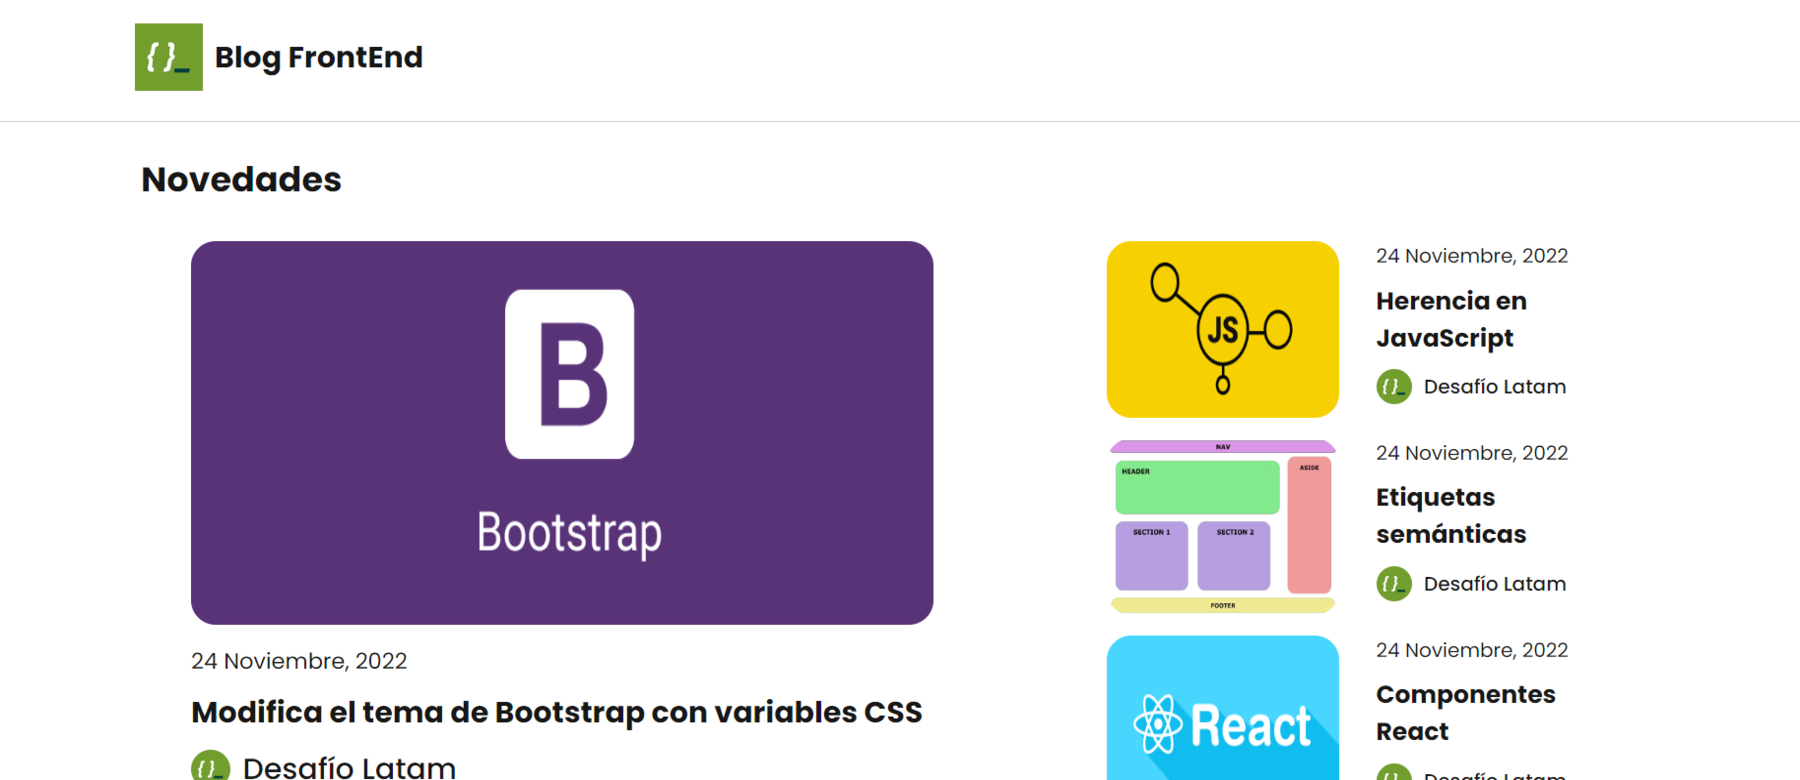 { }_ Blog FrontEnd
Novedades
B
Bootstrap
24 Noviembre, 2022
Modifica el tema de Bootstrap con variables CSS
{ }_ Desafío Latam
JS
24 Noviembre, 2022
Herencia en
JavaScript
{ }_ Desafío Latam
NAV
HEADER
ASIDE
SECTION 1
SECTION 2
FOOTER
24 Noviembre, 2022
Etiquetas
semánticas
{ }_ Desafío Latam
React
24 Noviembre, 2022
Componentes
React
{ }_ Desafío Latam